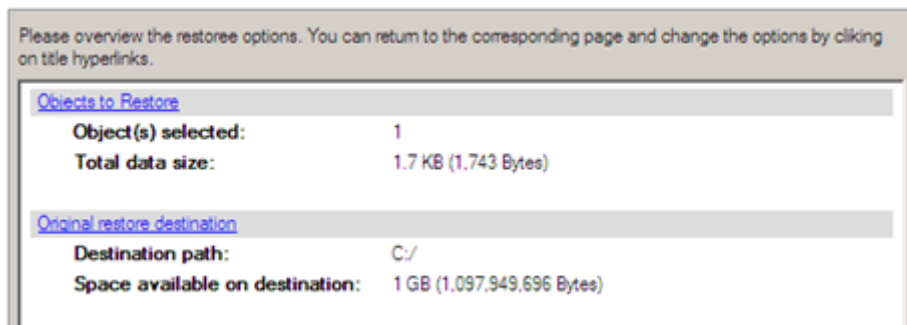 Please overview the restoree options. You can return to the corresponding page and change the options by cliking
on title hyperlinks.
Objects to Restore
Object(s) selected: 1
Total data size: 1.7 KB (1,743 Bytes)
Original restore destination
Destination path: C:/
Space available on destination: 1 GB (1,097,949,696 Bytes)